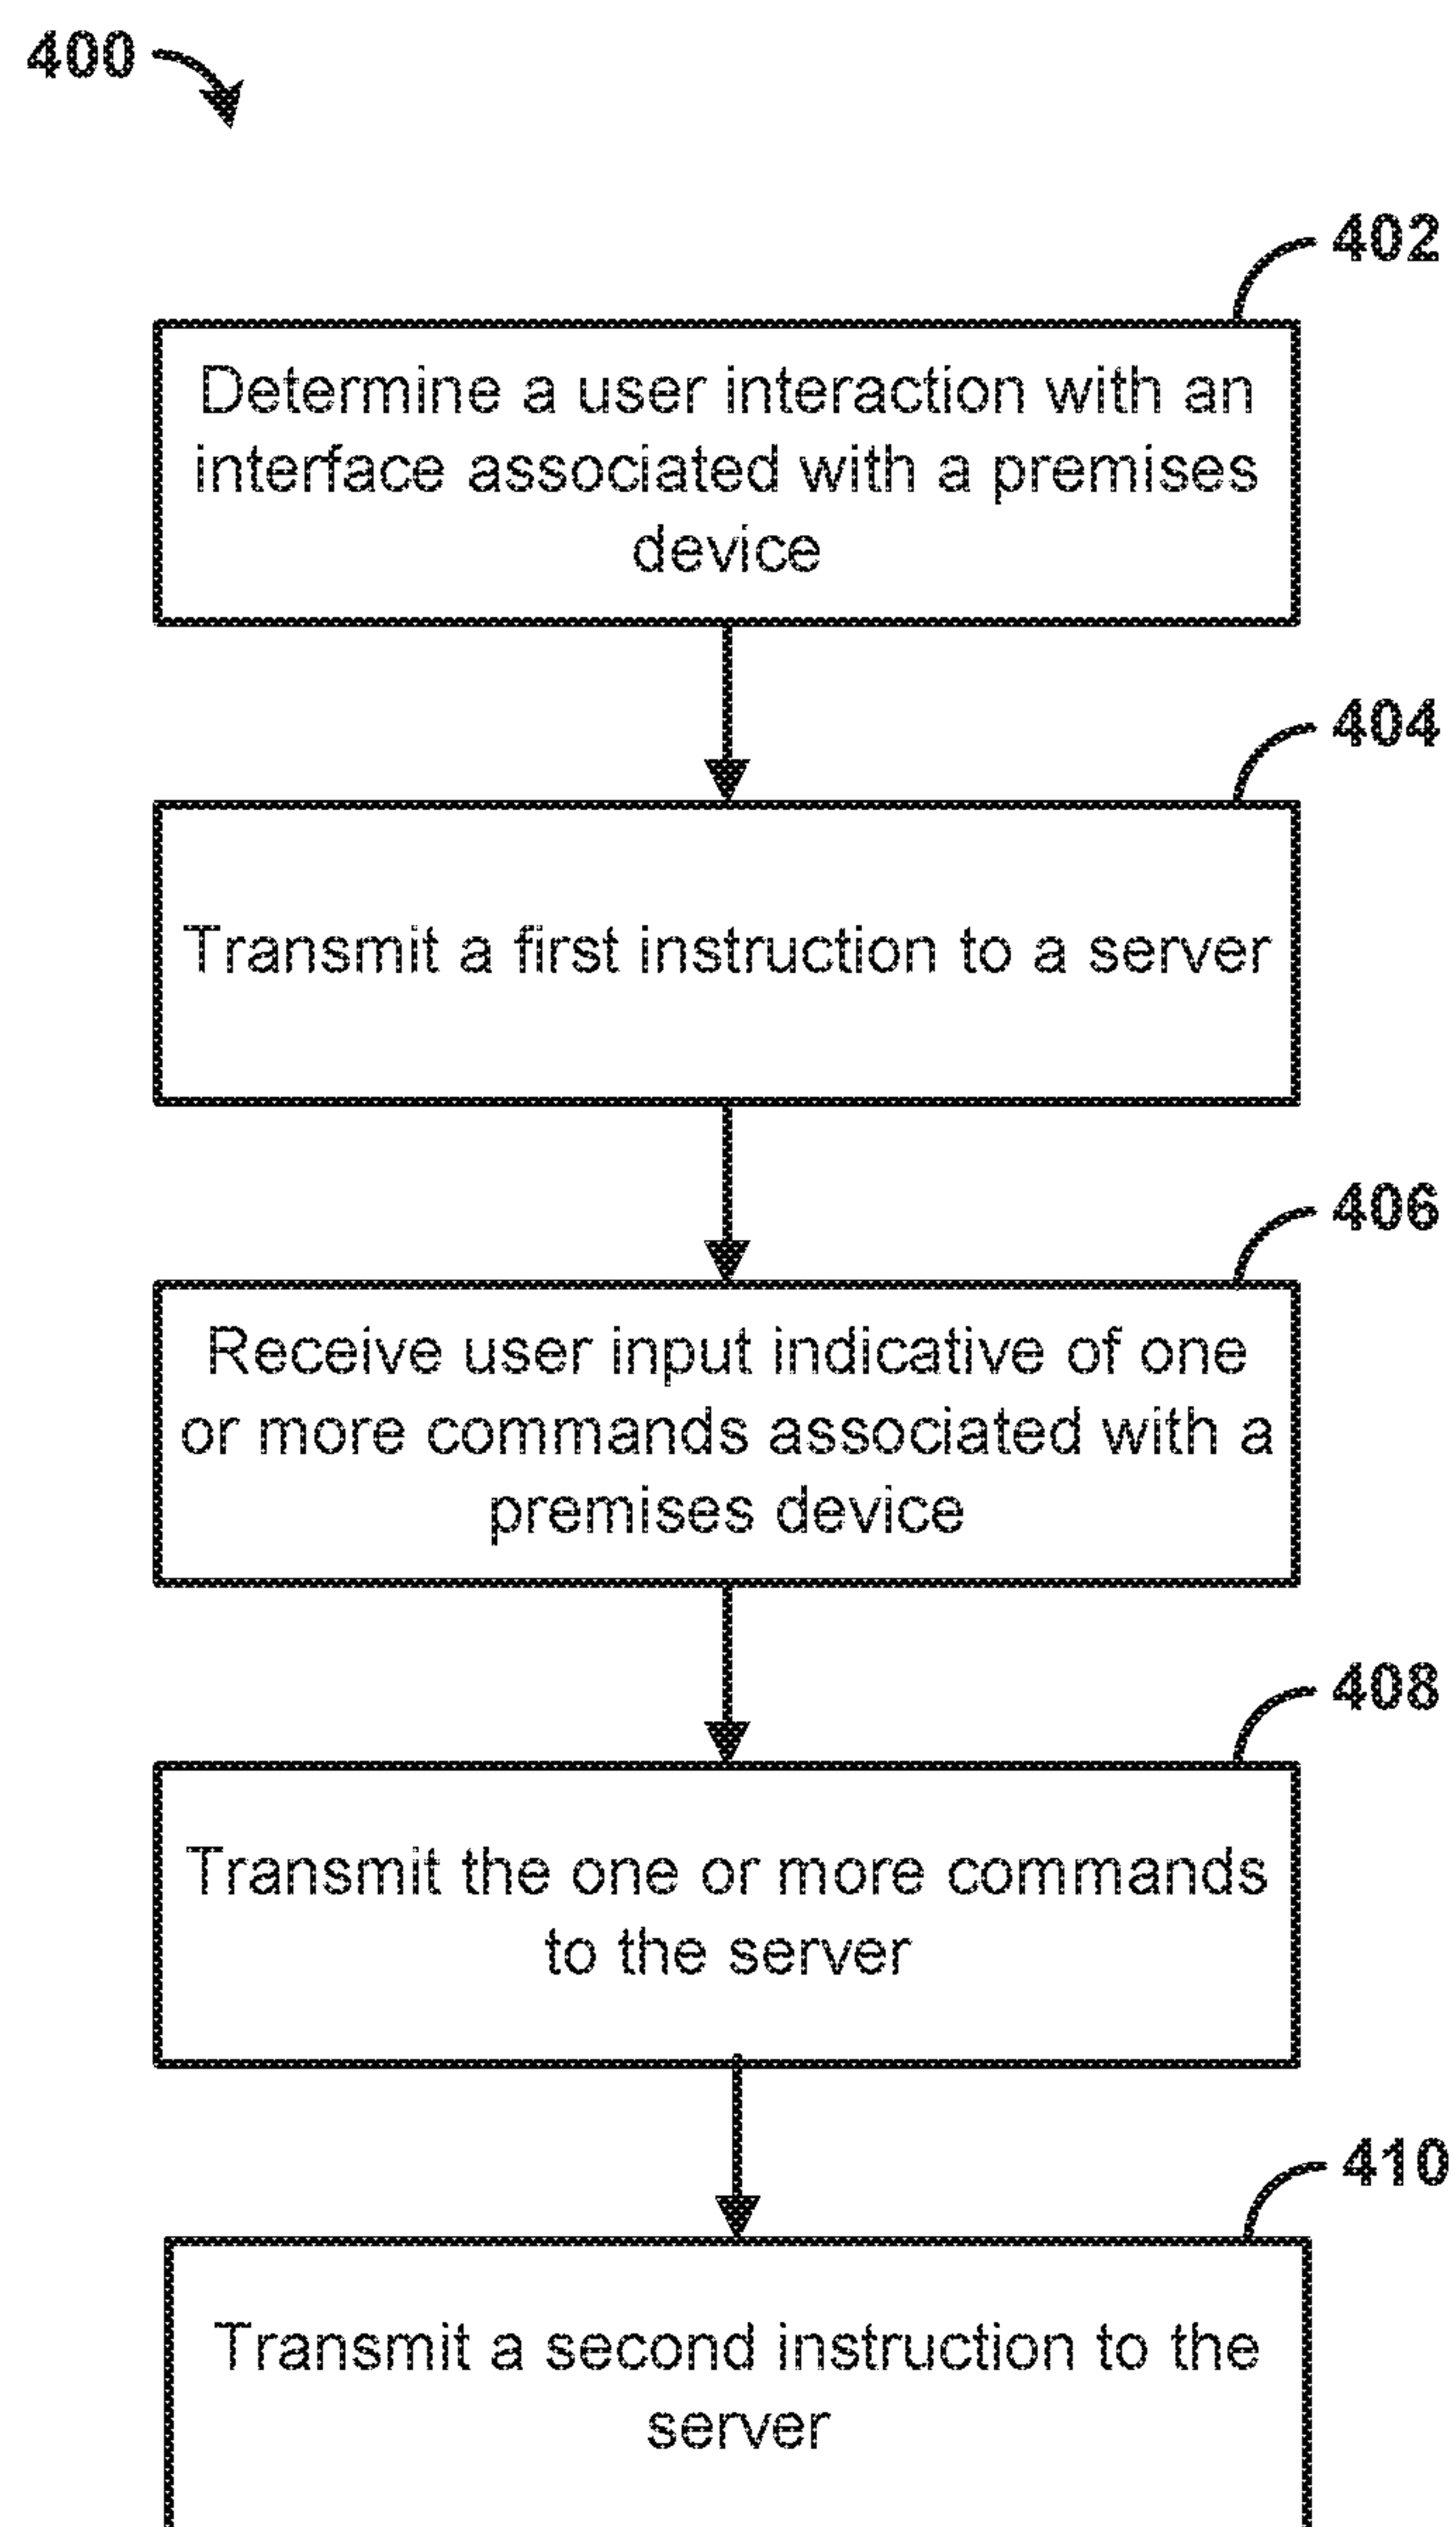 400
402
Determine a user interaction with an
interface associated with a premises
device
404
Transmit a first instruction to a server
406
Receive user input indicative of one
or more commands associated with a
premises device
408
Transmit the one or more commands
to the server
410
Transmit a second instruction to the
server